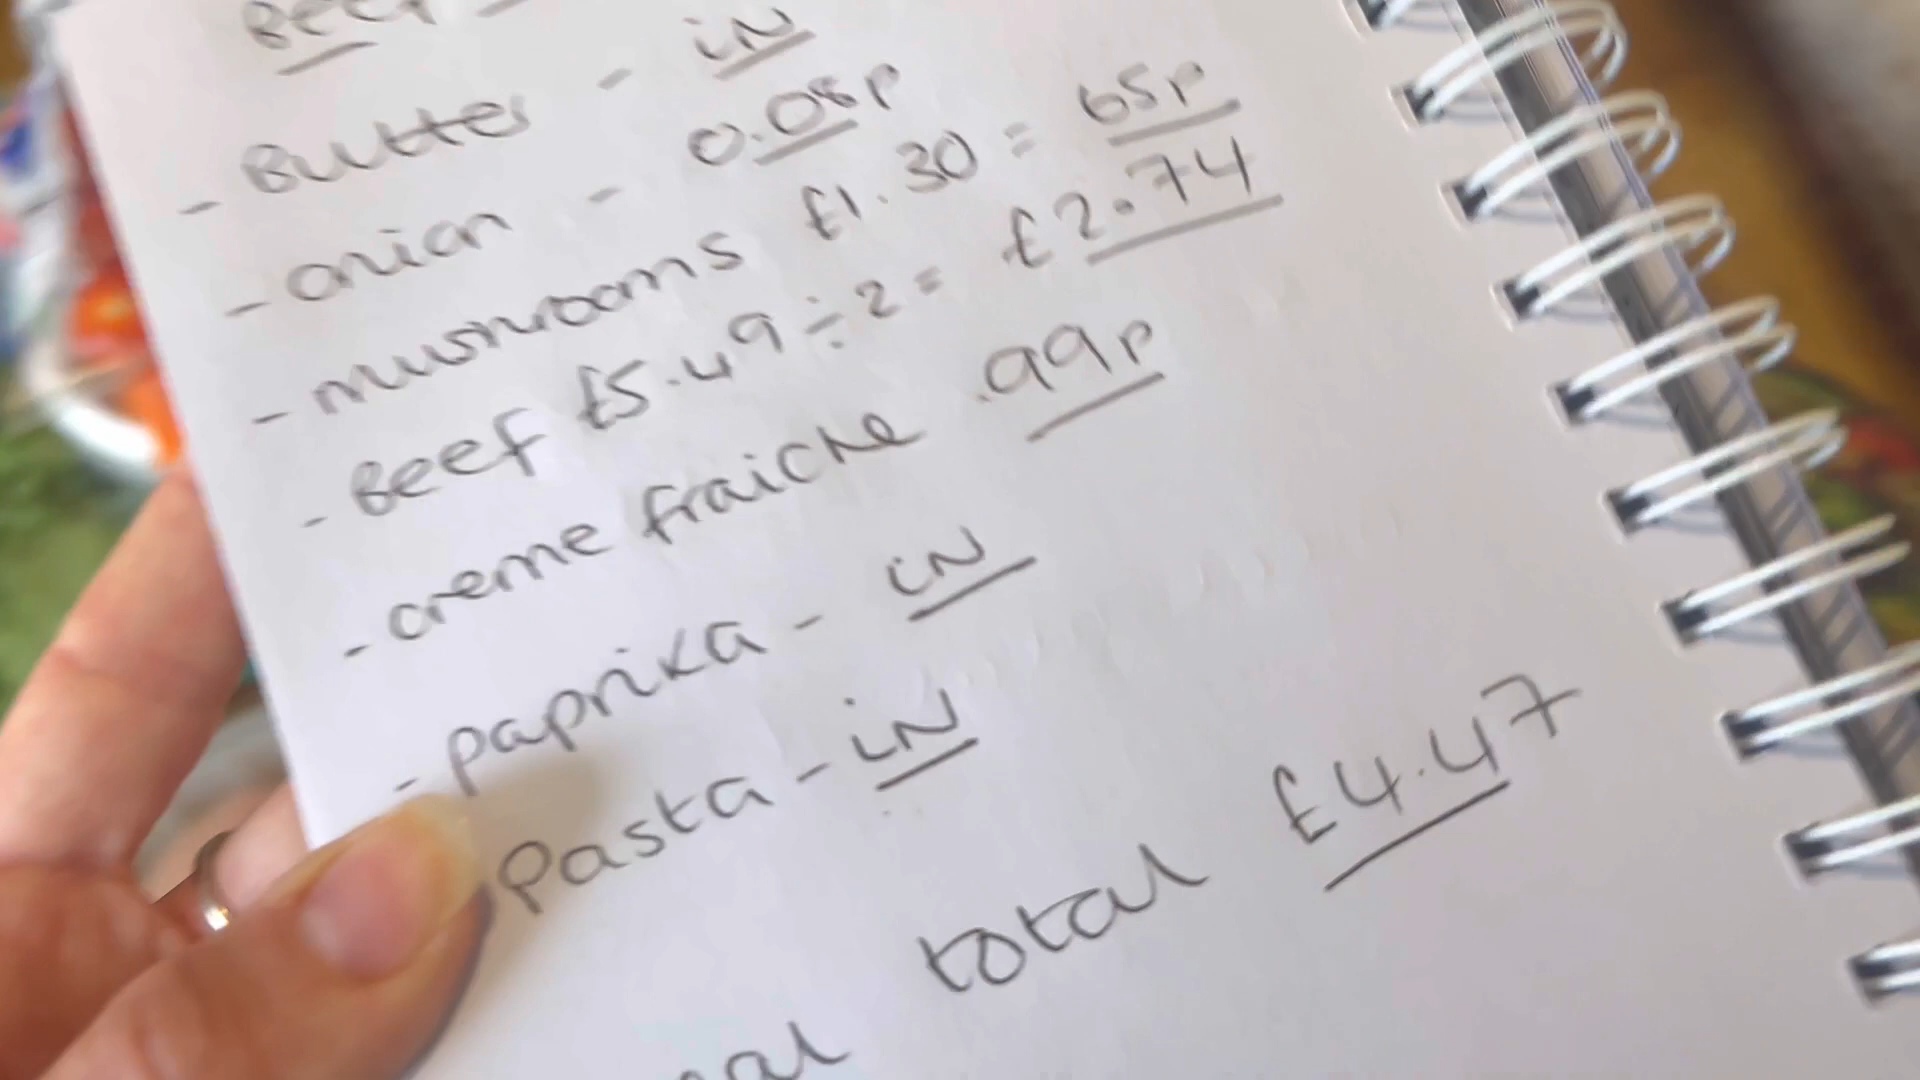 Beef
- Butter - iN
- onion - 0.08p
- mushrooms £1.30 = 65p
- Beef £5.49 ÷ 2 = £2.74
- creme fraiche .99p
- paprika - iN
Pasta - iN
total £4.47